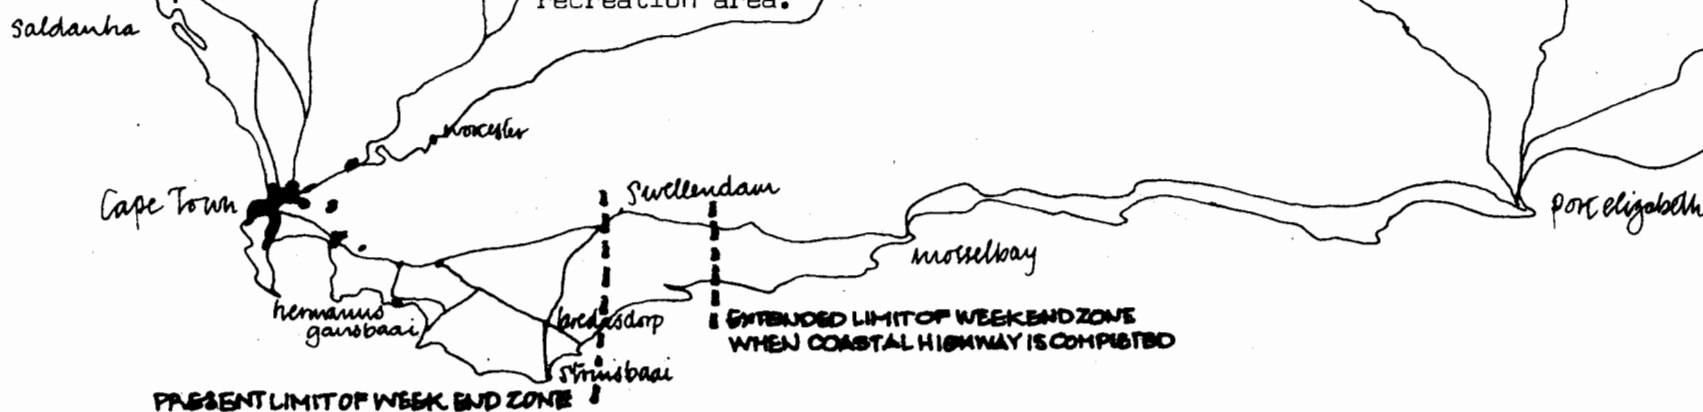 recreation area.
saldanha
worcester
Cape Town
Swellendam
port elizabeth
mosselbay
hermanus
gansbaai
bredasdorp
EXTENDED LIMIT OF WEEKEND ZONE
WHEN COASTAL HIGHWAY IS COMPLETED
struisbaai
PRESENT LIMIT OF WEEK END ZONE